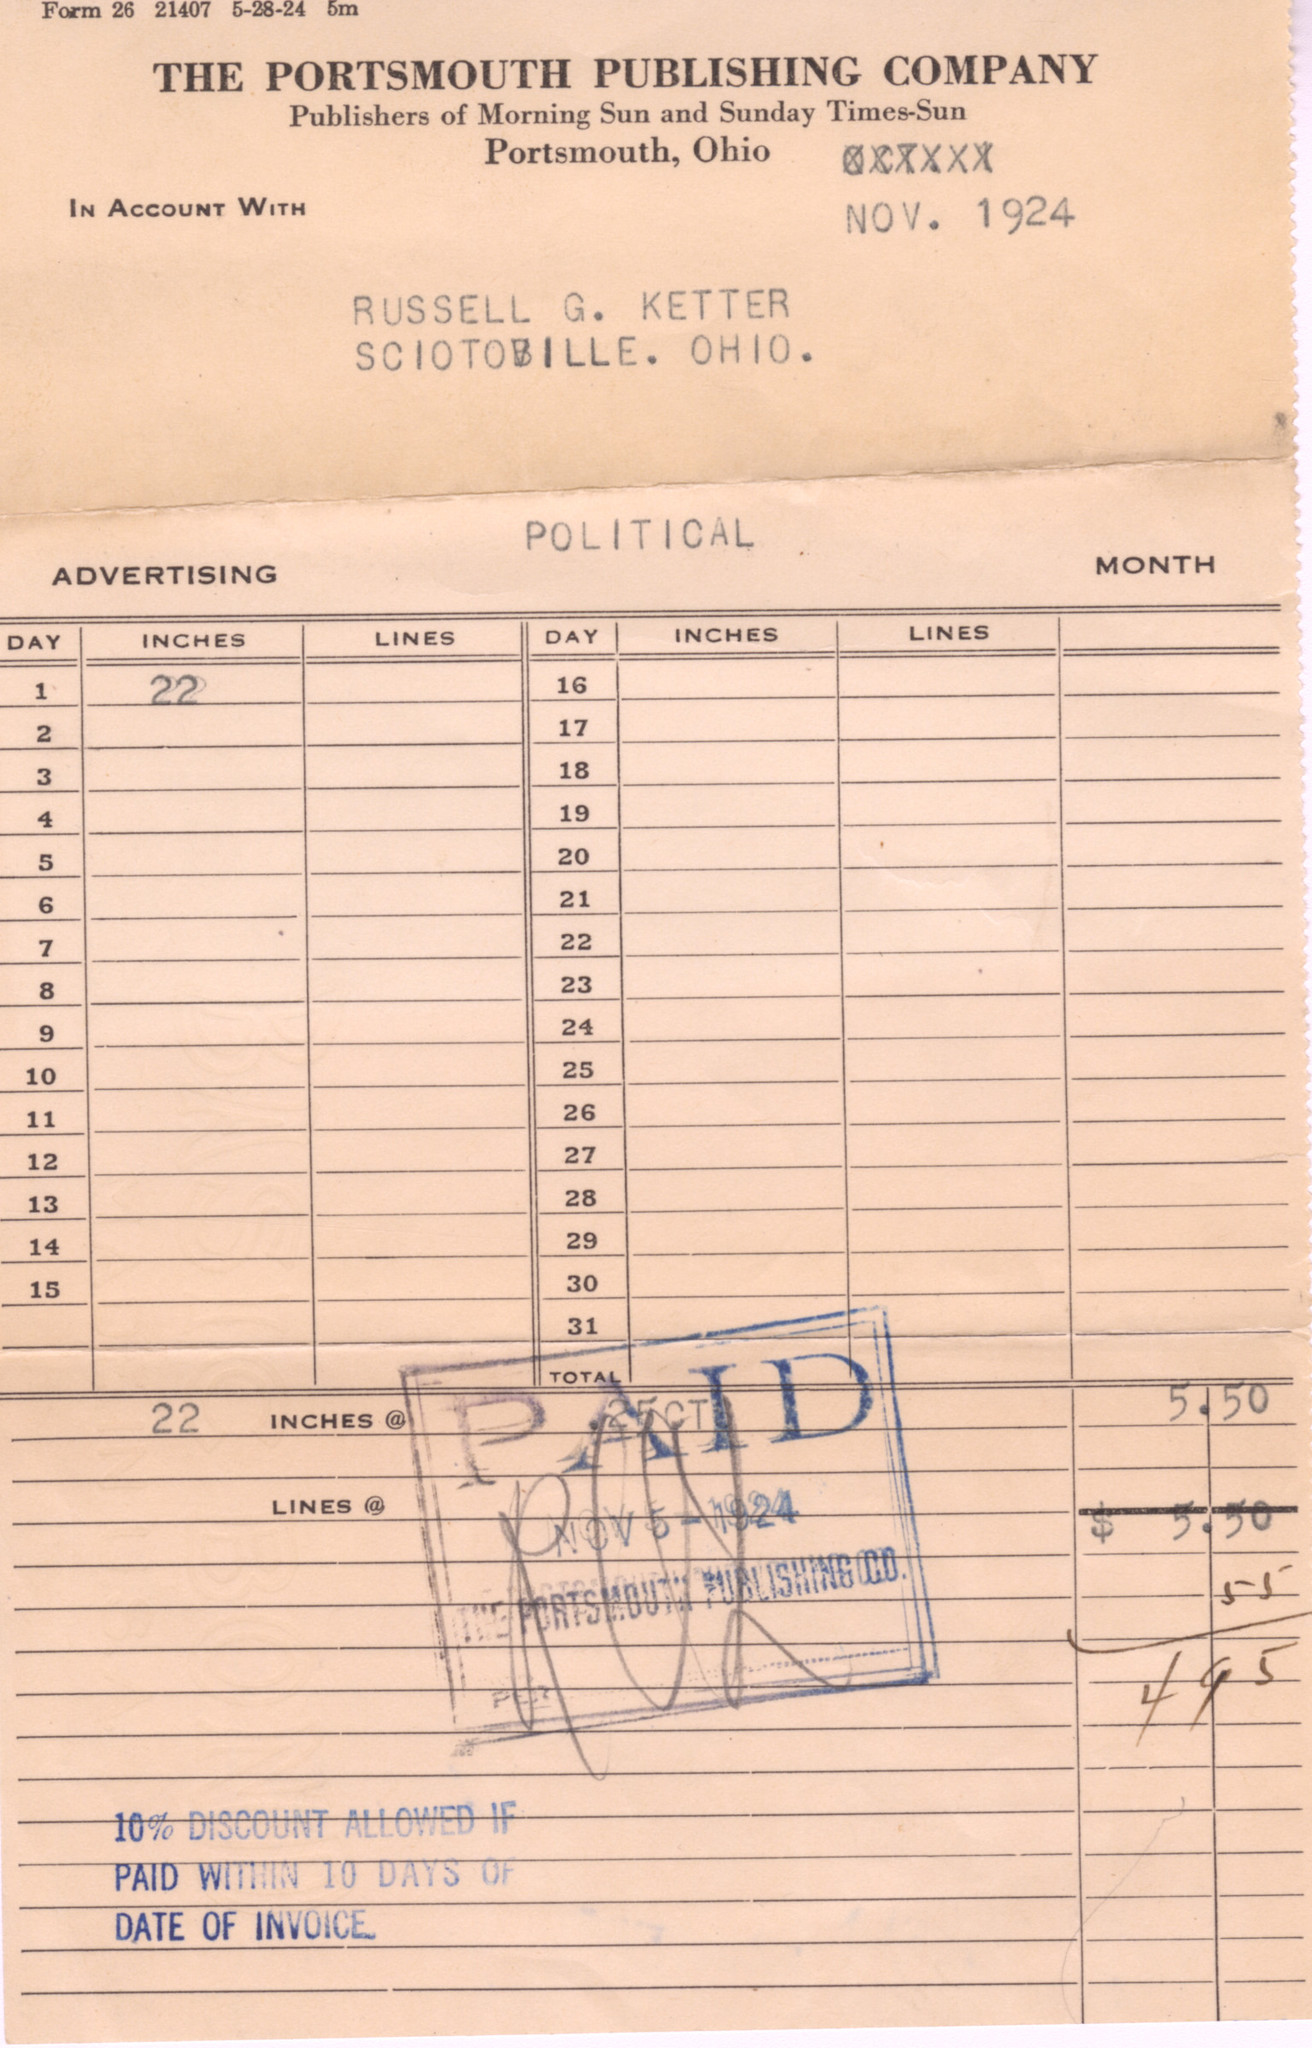 Form 26 21407 5-28-24 5m
THE PORTSMOUTH PUBLISHING COMPANY
Publishers of Morning Sun and Sunday Times-Sun
Portsmouth, Ohio
NOV. 1924
IN ACCOUNT WITH
RUSSELL G. KETTER
SCIOTOVILLE. OHIO.
POLITICAL
ADVERTISING MONTH
DAY INCHES LINES DAY INCHES LINES
1 22 16
2 17
3 18
4 19
5 20
6 21
7 22
8 23
9 24
10 25
11 26
12 27
13 28
14 29
15 30
31
TOTAL
22 INCHES @ .25CT 5.50
LINES @ $ 5.50
55
4 95
PAID
NOV 5 - 1924
THE PORTSMOUTH PUBLISHING CO.
PER
10% DISCOUNT ALLOWED IF
PAID WITHIN 10 DAYS OF
DATE OF INVOICE.